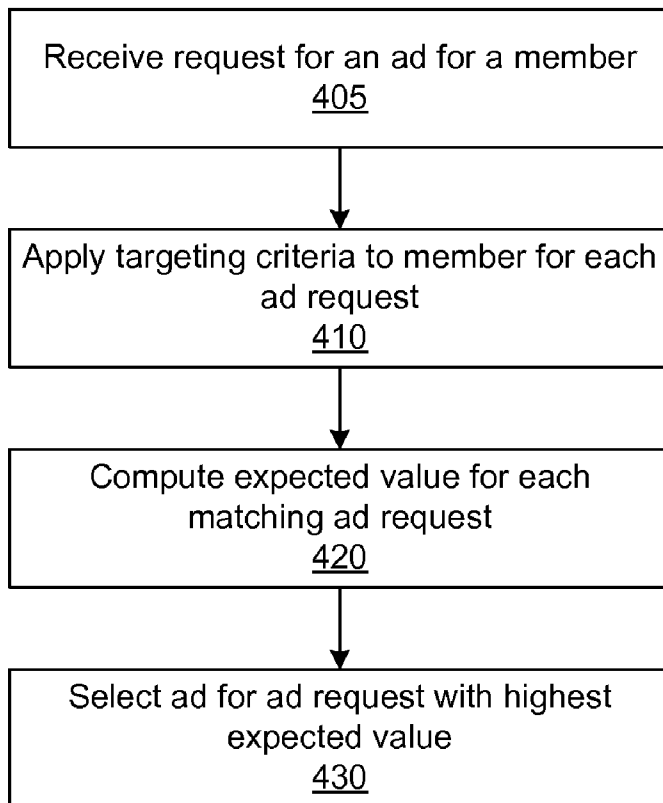 Receive request for an ad for a member
405
Apply targeting criteria to member for each
ad request
410
Compute expected value for each
matching ad request
420
Select ad for ad request with highest
expected value
430